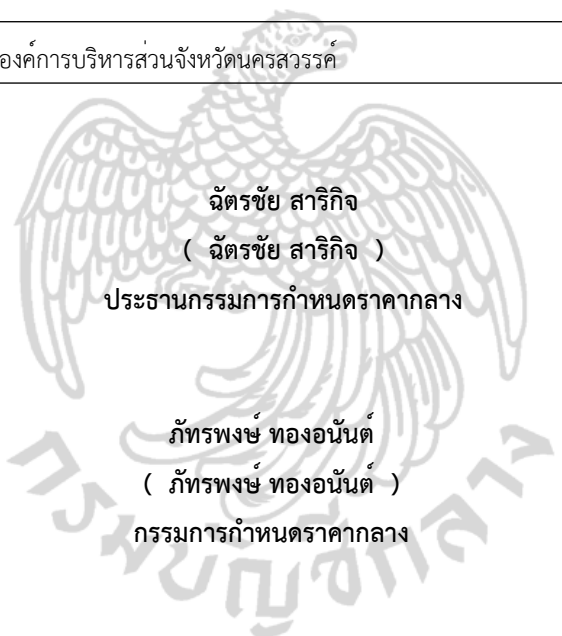 องค์การบริหารส่วนจังหวัดนครสวรรค์
ฉัตรชัย สาริกิจ
( ฉัตรชัย สาริกิจ )
ประธานกรรมการกำหนดราคากลาง
ภัทรพงษ์ ทองอนันต์
( ภัทรพงษ์ ทองอนันต์ )
กรรมการกำหนดราคากลาง
กรมบัญชีกลาง